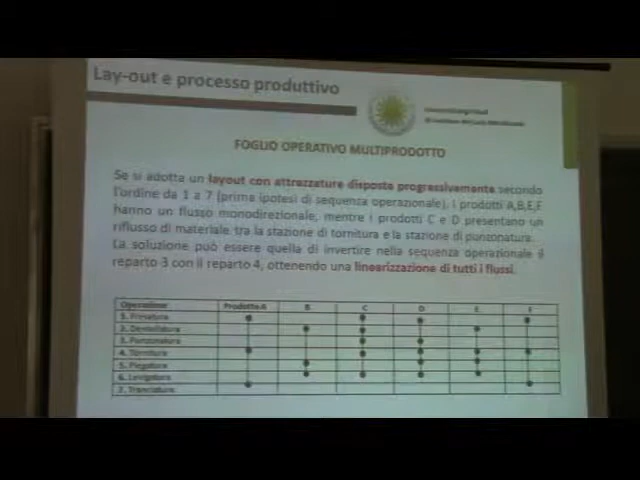 Lay-out e processo produttivo
FOGLIO OPERATIVO MULTIPRODOTTO
Se si adotta un layout con attrezzature disposte progressivamente secondo
l'ordine da 1 a 7 (prima ipotesi di sequenza operazionale), i prodotti A,B,E,F
hanno un flusso monodirezionale, mentre i prodotti C e D presentano un
riflusso di materiale tra la stazione di tornitura e la stazione di punzonatura.
La soluzione può essere quella di invertire nella sequenza operazionale il
reparto 3 con il reparto 4, ottenendo una linearizzazione di tutti i flussi.
Operazione Prodotto A B C D E F
1. Fresatura
2. Dentellatura
3. Punzonatura
4. Tornitura
5. Piegatura
6. Levigatura
7. Tranciatura